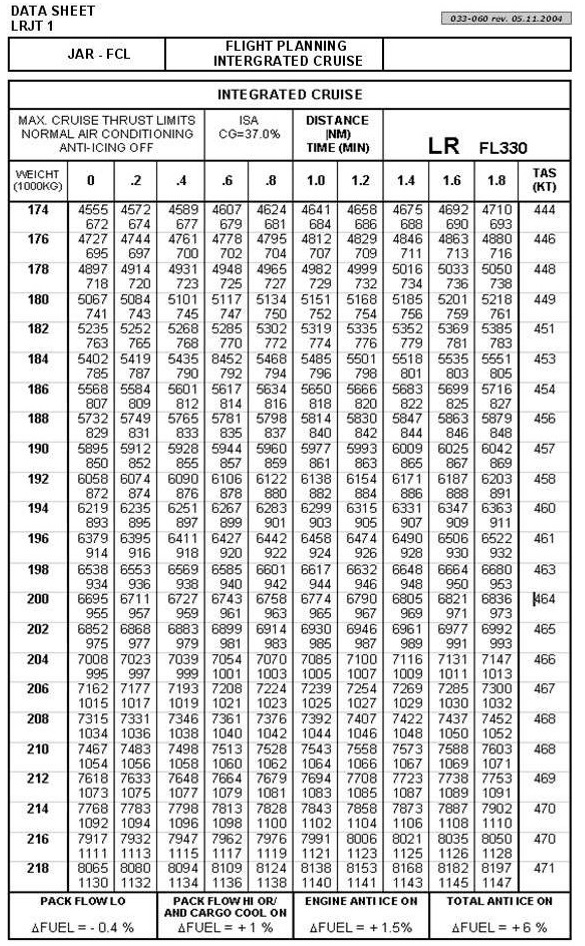 DATA SHEET
LRJT 1
033-060 rev. 05.11.2004
JAR - FCL
FLIGHT PLANNING
INTERGRATED CRUISE
INTEGRATED CRUISE
MAX. CRUISE THRUST LIMITS
NORMAL AIR CONDITIONING
ANTI-ICING OFF
ISA
CG=37.0%
DISTANCE
(NM)
TIME (MIN)
LR FL330
WEICHT
(1000KG)
0 .2 .4 .6 .8 1.0 1.2 1.4 1.6 1.8
TAS
(KT)
174 4555 4572 4589 4607 4624 4641 4658 4675 4692 4710 444
672 674 677 679 681 684 686 688 690 693
176 4727 4744 4761 4778 4795 4812 4829 4846 4863 4880 446
695 697 700 702 704 707 709 711 713 716
178 4897 4914 4931 4948 4965 4982 4999 5016 5033 5050 448
718 720 723 725 727 729 732 734 736 738
180 5067 5084 5101 5117 5134 5151 5168 5185 5201 5218 449
741 743 745 747 750 752 754 756 759 761
182 5235 5252 5268 5285 5302 5319 5335 5352 5369 5385 451
763 765 768 770 772 774 776 779 781 783
184 5402 5419 5435 8452 5468 5485 5501 5518 5535 5551 453
785 787 790 792 794 796 798 801 803 805
186 5568 5584 5601 5617 5634 5650 5666 5683 5699 5716 454
807 809 812 814 816 818 820 822 825 827
188 5732 5749 5765 5781 5798 5814 5830 5847 5863 5879 456
829 831 833 835 837 840 842 844 846 848
190 5895 5912 5928 5944 5960 5977 5993 6009 6025 6042 457
850 852 855 857 859 861 863 865 867 869
192 6058 6074 6090 6106 6122 6138 6154 6171 6187 6203 458
872 874 876 878 880 882 884 886 888 891
194 6219 6235 6251 6267 6283 6299 6315 6331 6347 6363 460
893 895 897 899 901 903 905 907 909 911
196 6379 6395 6411 6427 6442 6458 6474 6490 6506 6522 461
914 916 918 920 922 924 926 928 930 932
198 6538 6553 6569 6585 6601 6617 6632 6648 6664 6680 463
934 936 938 940 942 944 946 948 950 953
200 6695 6711 6727 6743 6758 6774 6790 6805 6821 6836 464
955 957 959 961 963 965 967 969 971 973
202 6852 6868 6883 6899 6914 6930 6946 6961 6977 6992 465
975 977 979 981 983 985 987 989 991 993
204 7008 7023 7039 7054 7070 7085 7100 7116 7131 7147 466
995 997 999 1001 1003 1005 1007 1009 1011 1013
206 7162 7177 7193 7208 7224 7239 7254 7269 7285 7300 467
1015 1017 1019 1021 1023 1025 1027 1029 1030 1032
208 7315 7331 7346 7361 7376 7392 7407 7422 7437 7452 468
1034 1036 1038 1040 1042 1044 1046 1048 1050 1052
210 7467 7483 7498 7513 7528 7543 7558 7573 7588 7603 468
1054 1056 1058 1060 1062 1064 1066 1067 1069 1071
212 7618 7633 7648 7664 7679 7694 7708 7723 7738 7753 469
1073 1075 1077 1079 1081 1083 1085 1087 1089 1091
214 7768 7783 7798 7813 7828 7843 7858 7873 7887 7902 470
1092 1094 1096 1098 1100 1102 1104 1106 1108 1110
216 7917 7932 7947 7962 7976 7991 8006 8021 8035 8050 470
1111 1113 1115 1117 1119 1121 1123 1125 1126 1128
218 8065 8080 8094 8109 8124 8138 8153 8168 8182 8197 471
1130 1132 1134 1136 1138 1140 1141 1143 1145 1147
PACK FLOW LO
ΔFUEL = - 0.4 %
PACK FLOW HI OR/
AND CARGO COOL ON
ΔFUEL = + 1 %
ENGINE ANTI ICE ON
ΔFUEL = + 1.5%
TOTAL ANTI ICE ON
ΔFUEL = + 6 %